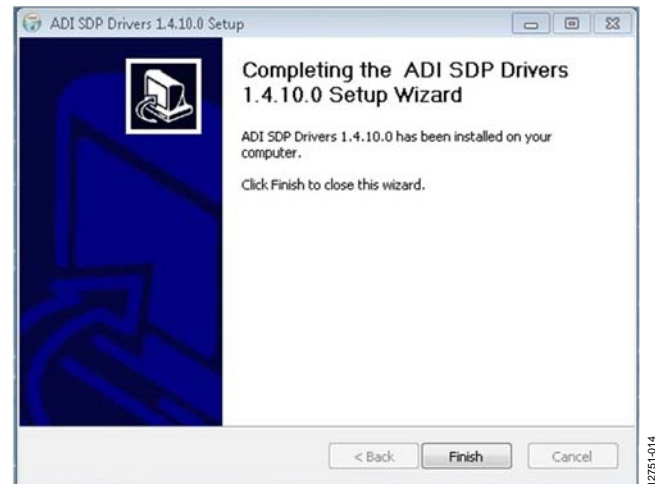 ADI SDP Drivers 1.4.10.0 Setup
Completing the ADI SDP Drivers
1.4.10.0 Setup Wizard
ADI SDP Drivers 1.4.10.0 has been installed on your
computer.
Click Finish to close this wizard.
< Back
Finish
Cancel
12751-014